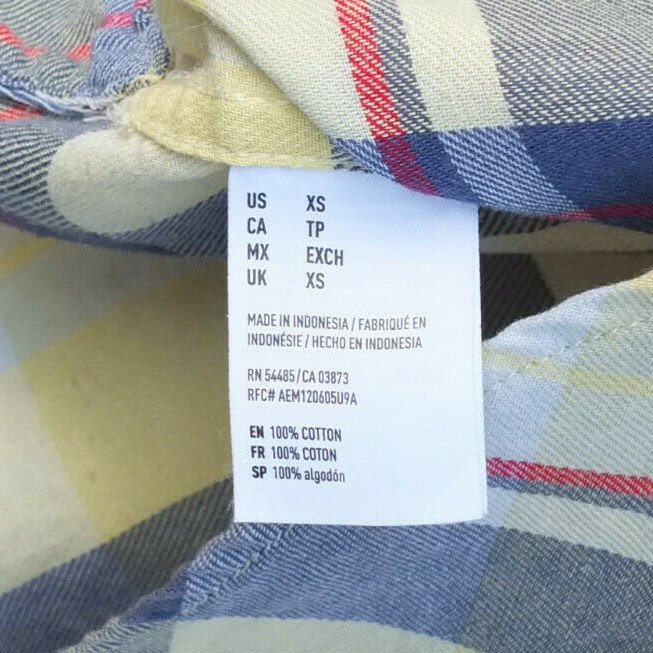 US XS
CA TP
MX EXCH
UK XS
MADE IN INDONESIA / FABRIQUÉ EN
INDONÉSIE / HECHO EN INDONESIA
RN 54485/CA 03873
RFC# AEM120605U9A
EN 100% COTTON
FR 100% COTON
SP 100% algodón